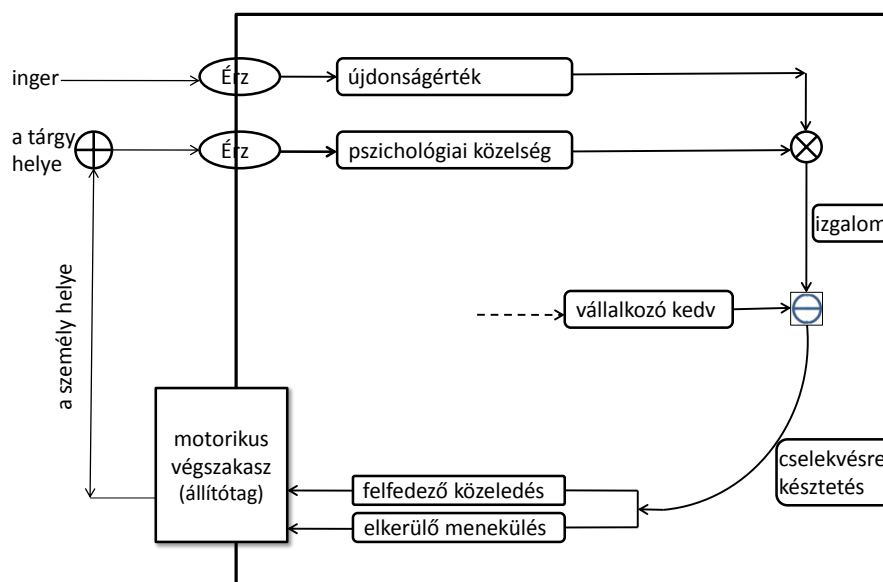 inger
Érz
újdonságérték
a tárgy
helye
Érz
pszichológiai közelség
izgalom
vállalkozó kedv
a személy helye
motorikus
végszakasz
(állítótag)
cselekvésre
késztetés
felfedező közeledés
elkerülő menekülés